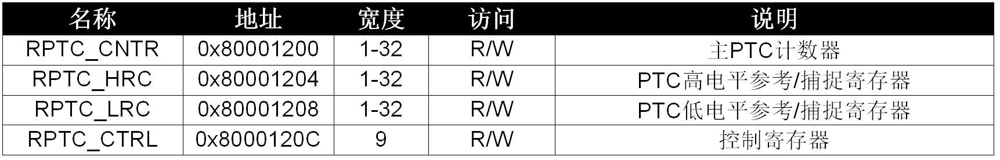 名称 地址 宽度 访问 说明
RPTC_CNTR 0x80001200 1-32 R/W 主PTC计数器
RPTC_HRC 0x80001204 1-32 R/W PTC高电平参考/捕捉寄存器
RPTC_LRC 0x80001208 1-32 R/W PTC低电平参考/捕捉寄存器
RPTC_CTRL 0x8000120C 9 R/W 控制寄存器